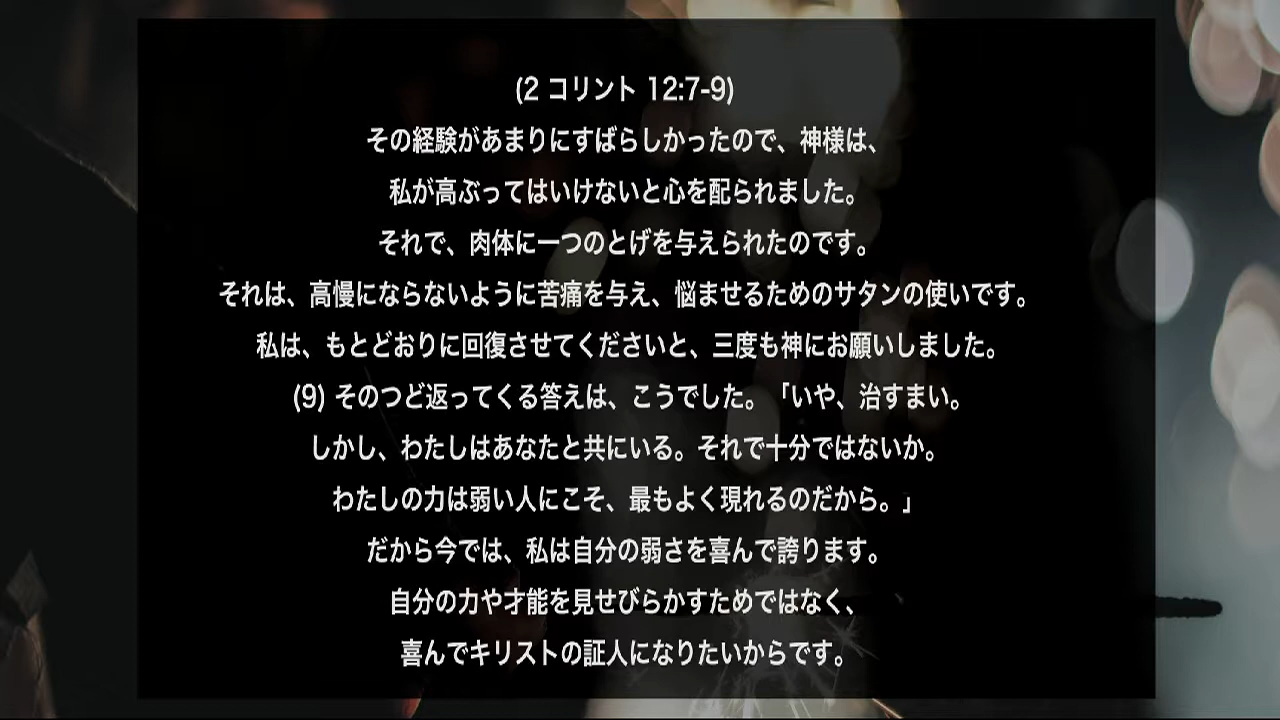 (2 コリント 12:7-9)
その経験があまりにすばらしかったので、神様は、
私が高ぶってはいけないと心を配られました。
それで、肉体に一つのとげを与えられたのです。
それは、高慢にならないように苦痛を与え、悩ませるためのサタンの使いです。
私は、もとどおりに回復させてくださいと、三度も神にお願いしました。
(9) そのつど返ってくる答えは、こうでした。「いや、治すまい。
しかし、わたしはあなたと共にいる。それで十分ではないか。
わたしの力は弱い人にこそ、最もよく現れるのだから。」
だから今では、私は自分の弱さを喜んで誇ります。
自分の力や才能を見せびらかすためではなく、
喜んでキリストの証人になりたいからです。